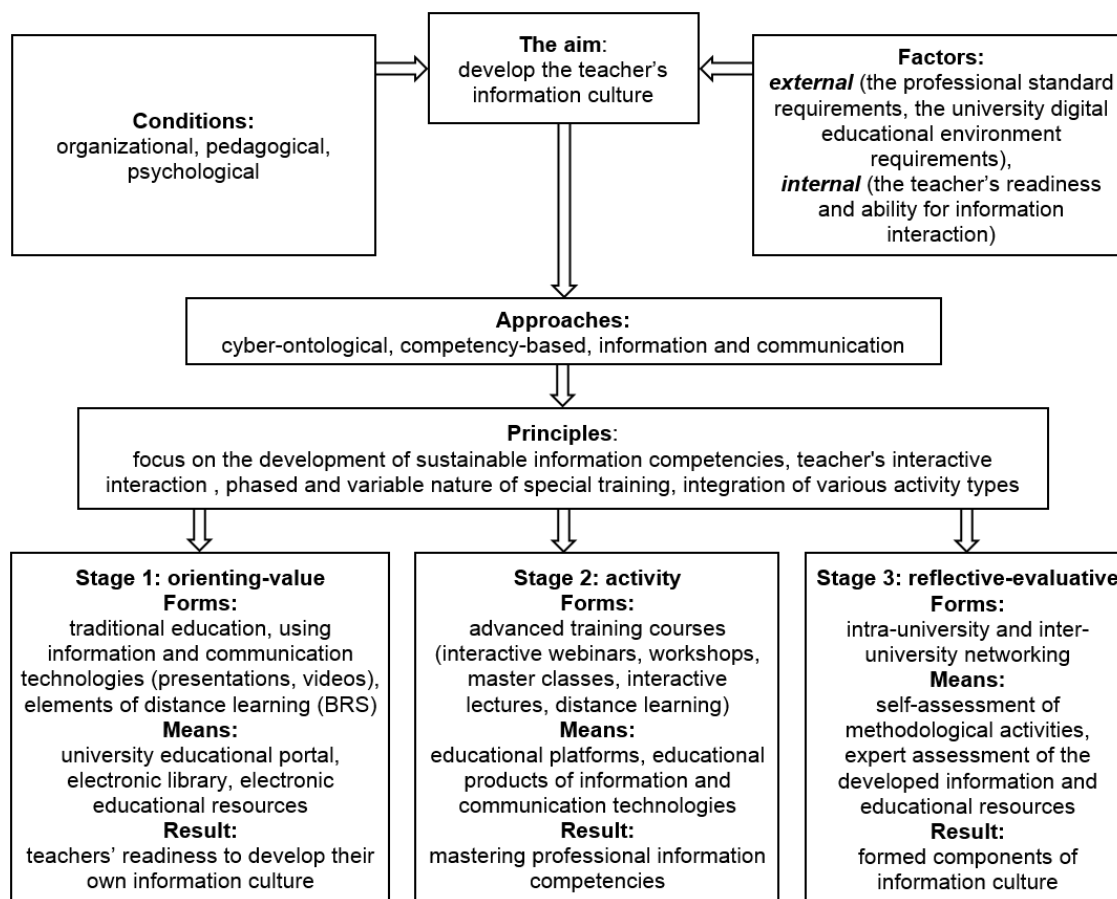 The aim:
develop the teacher's
information culture
Conditions:
organizational, pedagogical,
psychological
Factors:
external (the professional standard
requirements, the university digital
educational environment
requirements),
internal (the teacher's readiness
and ability for information
interaction)
Approaches:
cyber-ontological, competency-based, information and communication
Principles:
focus on the development of sustainable information competencies, teacher's interactive
interaction , phased and variable nature of special training, integration of various activity types
Stage 1: orienting-value
Forms:
traditional education, using
information and communication
technologies (presentations, videos),
elements of distance learning (BRS)
Means:
university educational portal,
electronic library, electronic
educational resources
Result:
teachers' readiness to develop their
own information culture
Stage 2: activity
Forms:
advanced training courses
(interactive webinars, workshops,
master classes, interactive
lectures, distance learning)
Means:
educational platforms, educational
products of information and
communication technologies
Result:
mastering professional information
competencies
Stage 3: reflective-evaluative
Forms:
intra-university and inter-
university networking
Means:
self-assessment of
methodological activities,
expert assessment of the
developed information and
educational resources
Result:
formed components of
information culture